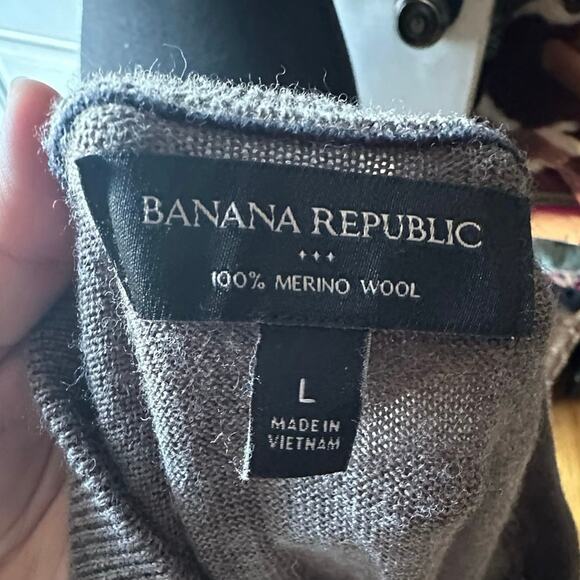 BANANA REPUBLIC
100% MERINO WOOL
L
MADE IN
VIETNAM